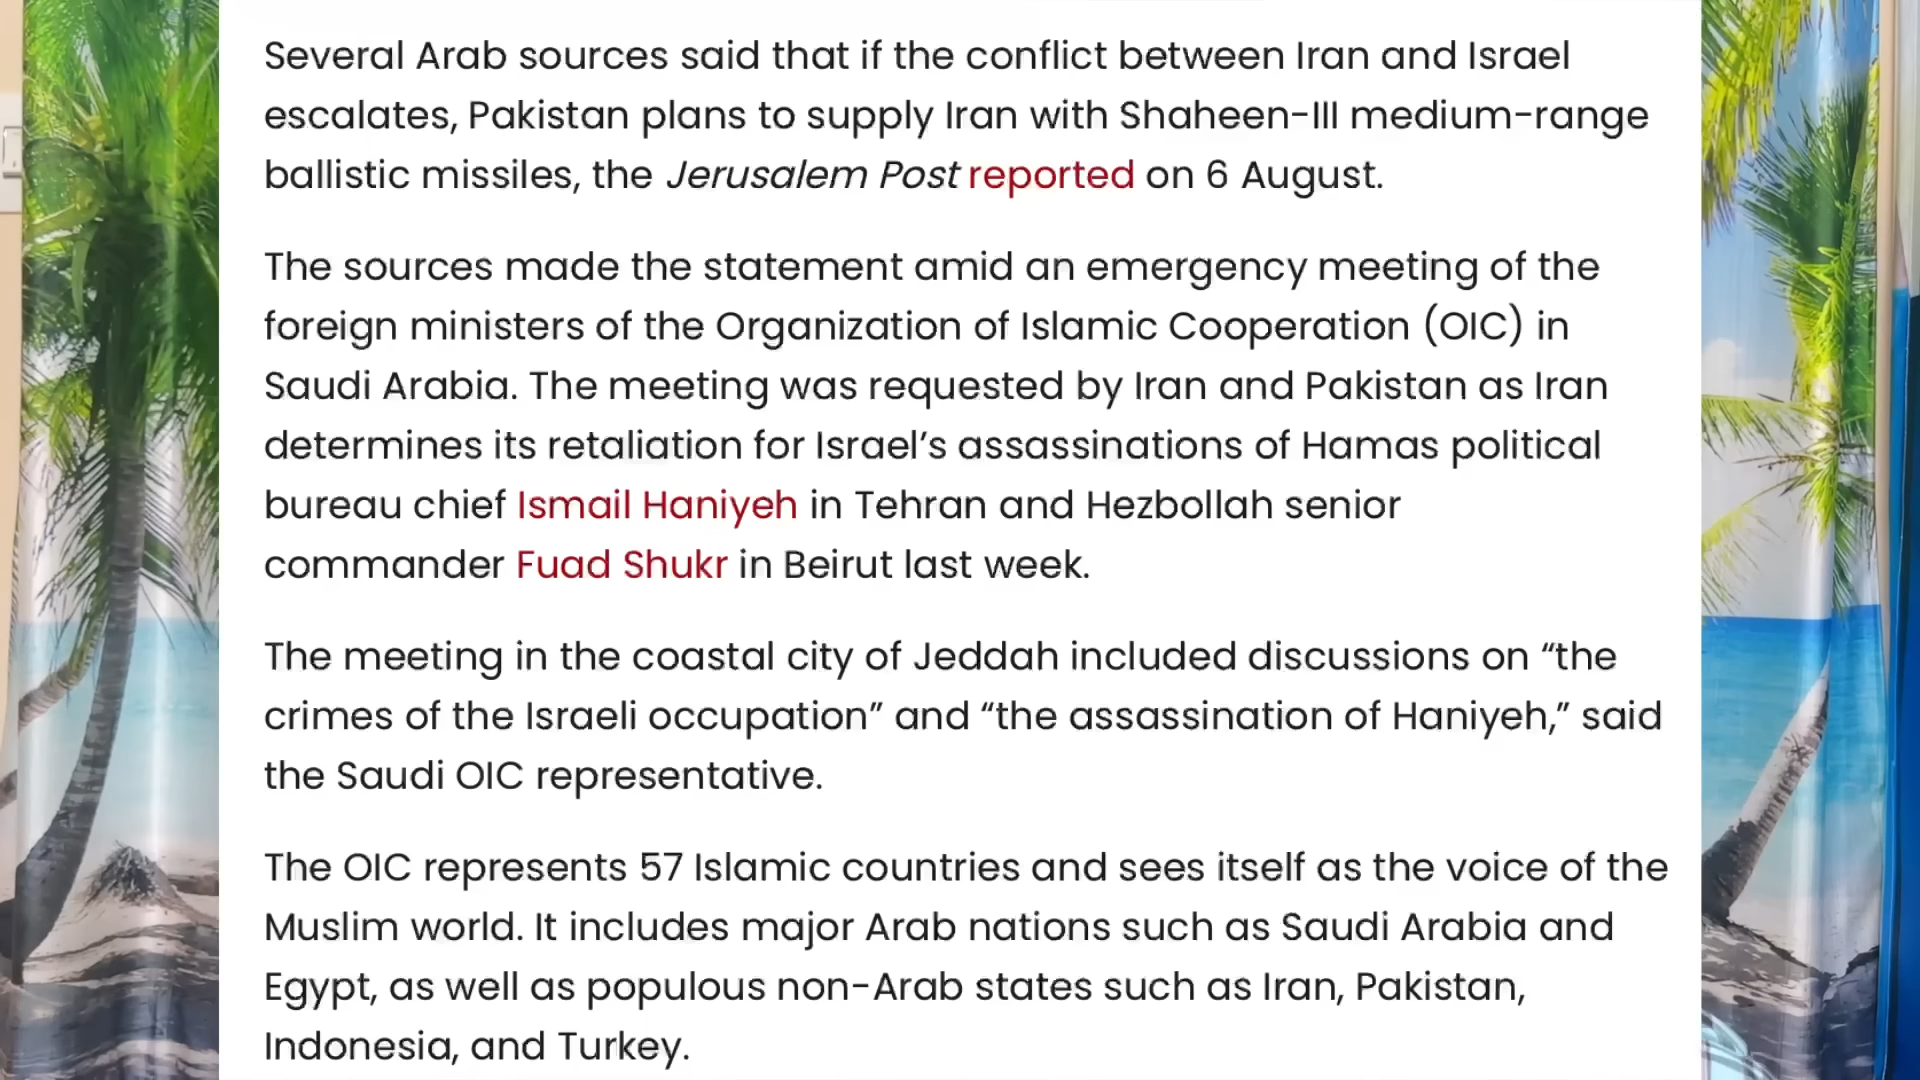 Several Arab sources said that if the conflict between Iran and Israel
escalates, Pakistan plans to supply Iran with Shaheen-III medium-range
ballistic missiles, the Jerusalem Post reported on 6 August.
The sources made the statement amid an emergency meeting of the
foreign ministers of the Organization of Islamic Cooperation (OIC) in
Saudi Arabia. The meeting was requested by Iran and Pakistan as Iran
determines its retaliation for Israel’s assassinations of Hamas political
bureau chief Ismail Haniyeh in Tehran and Hezbollah senior
commander Fuad Shukr in Beirut last week.
The meeting in the coastal city of Jeddah included discussions on “the
crimes of the Israeli occupation” and “the assassination of Haniyeh,” said
the Saudi OIC representative.
The OIC represents 57 Islamic countries and sees itself as the voice of the
Muslim world. It includes major Arab nations such as Saudi Arabia and
Egypt, as well as populous non-Arab states such as Iran, Pakistan,
Indonesia, and Turkey.